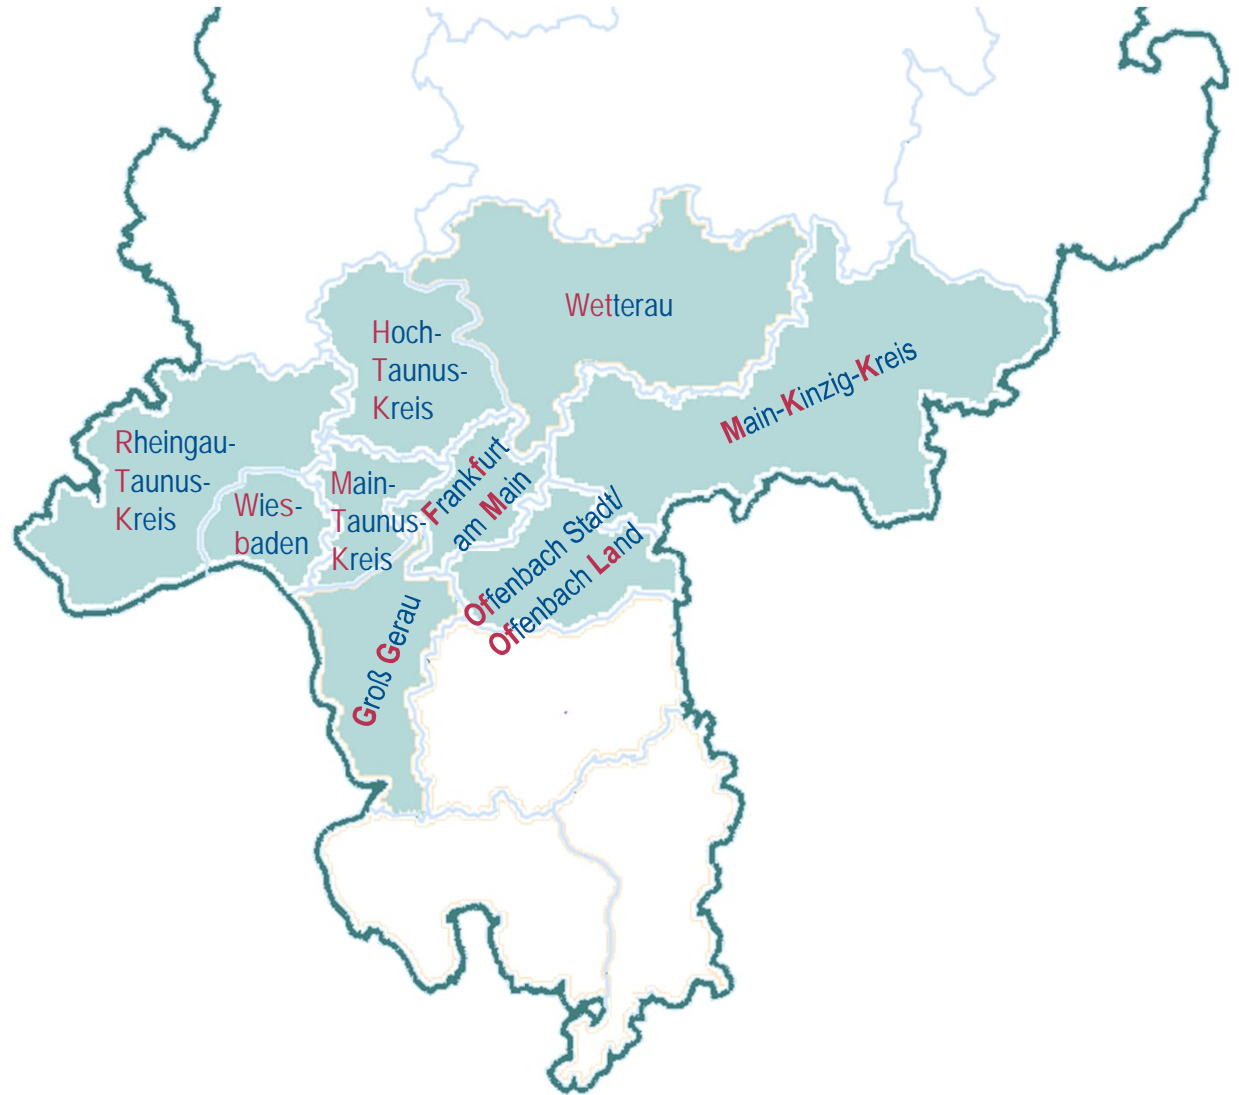 Wetterau
Hoch-
Taunus-
Kreis
Main-Kinzig-Kreis
Rheingau-
Taunus-
Kreis
Wies-
baden
Main-
Taunus-
Kreis
Frankfurt
am Main
Offenbach Stadt/
Offenbach Land
Groß Gerau